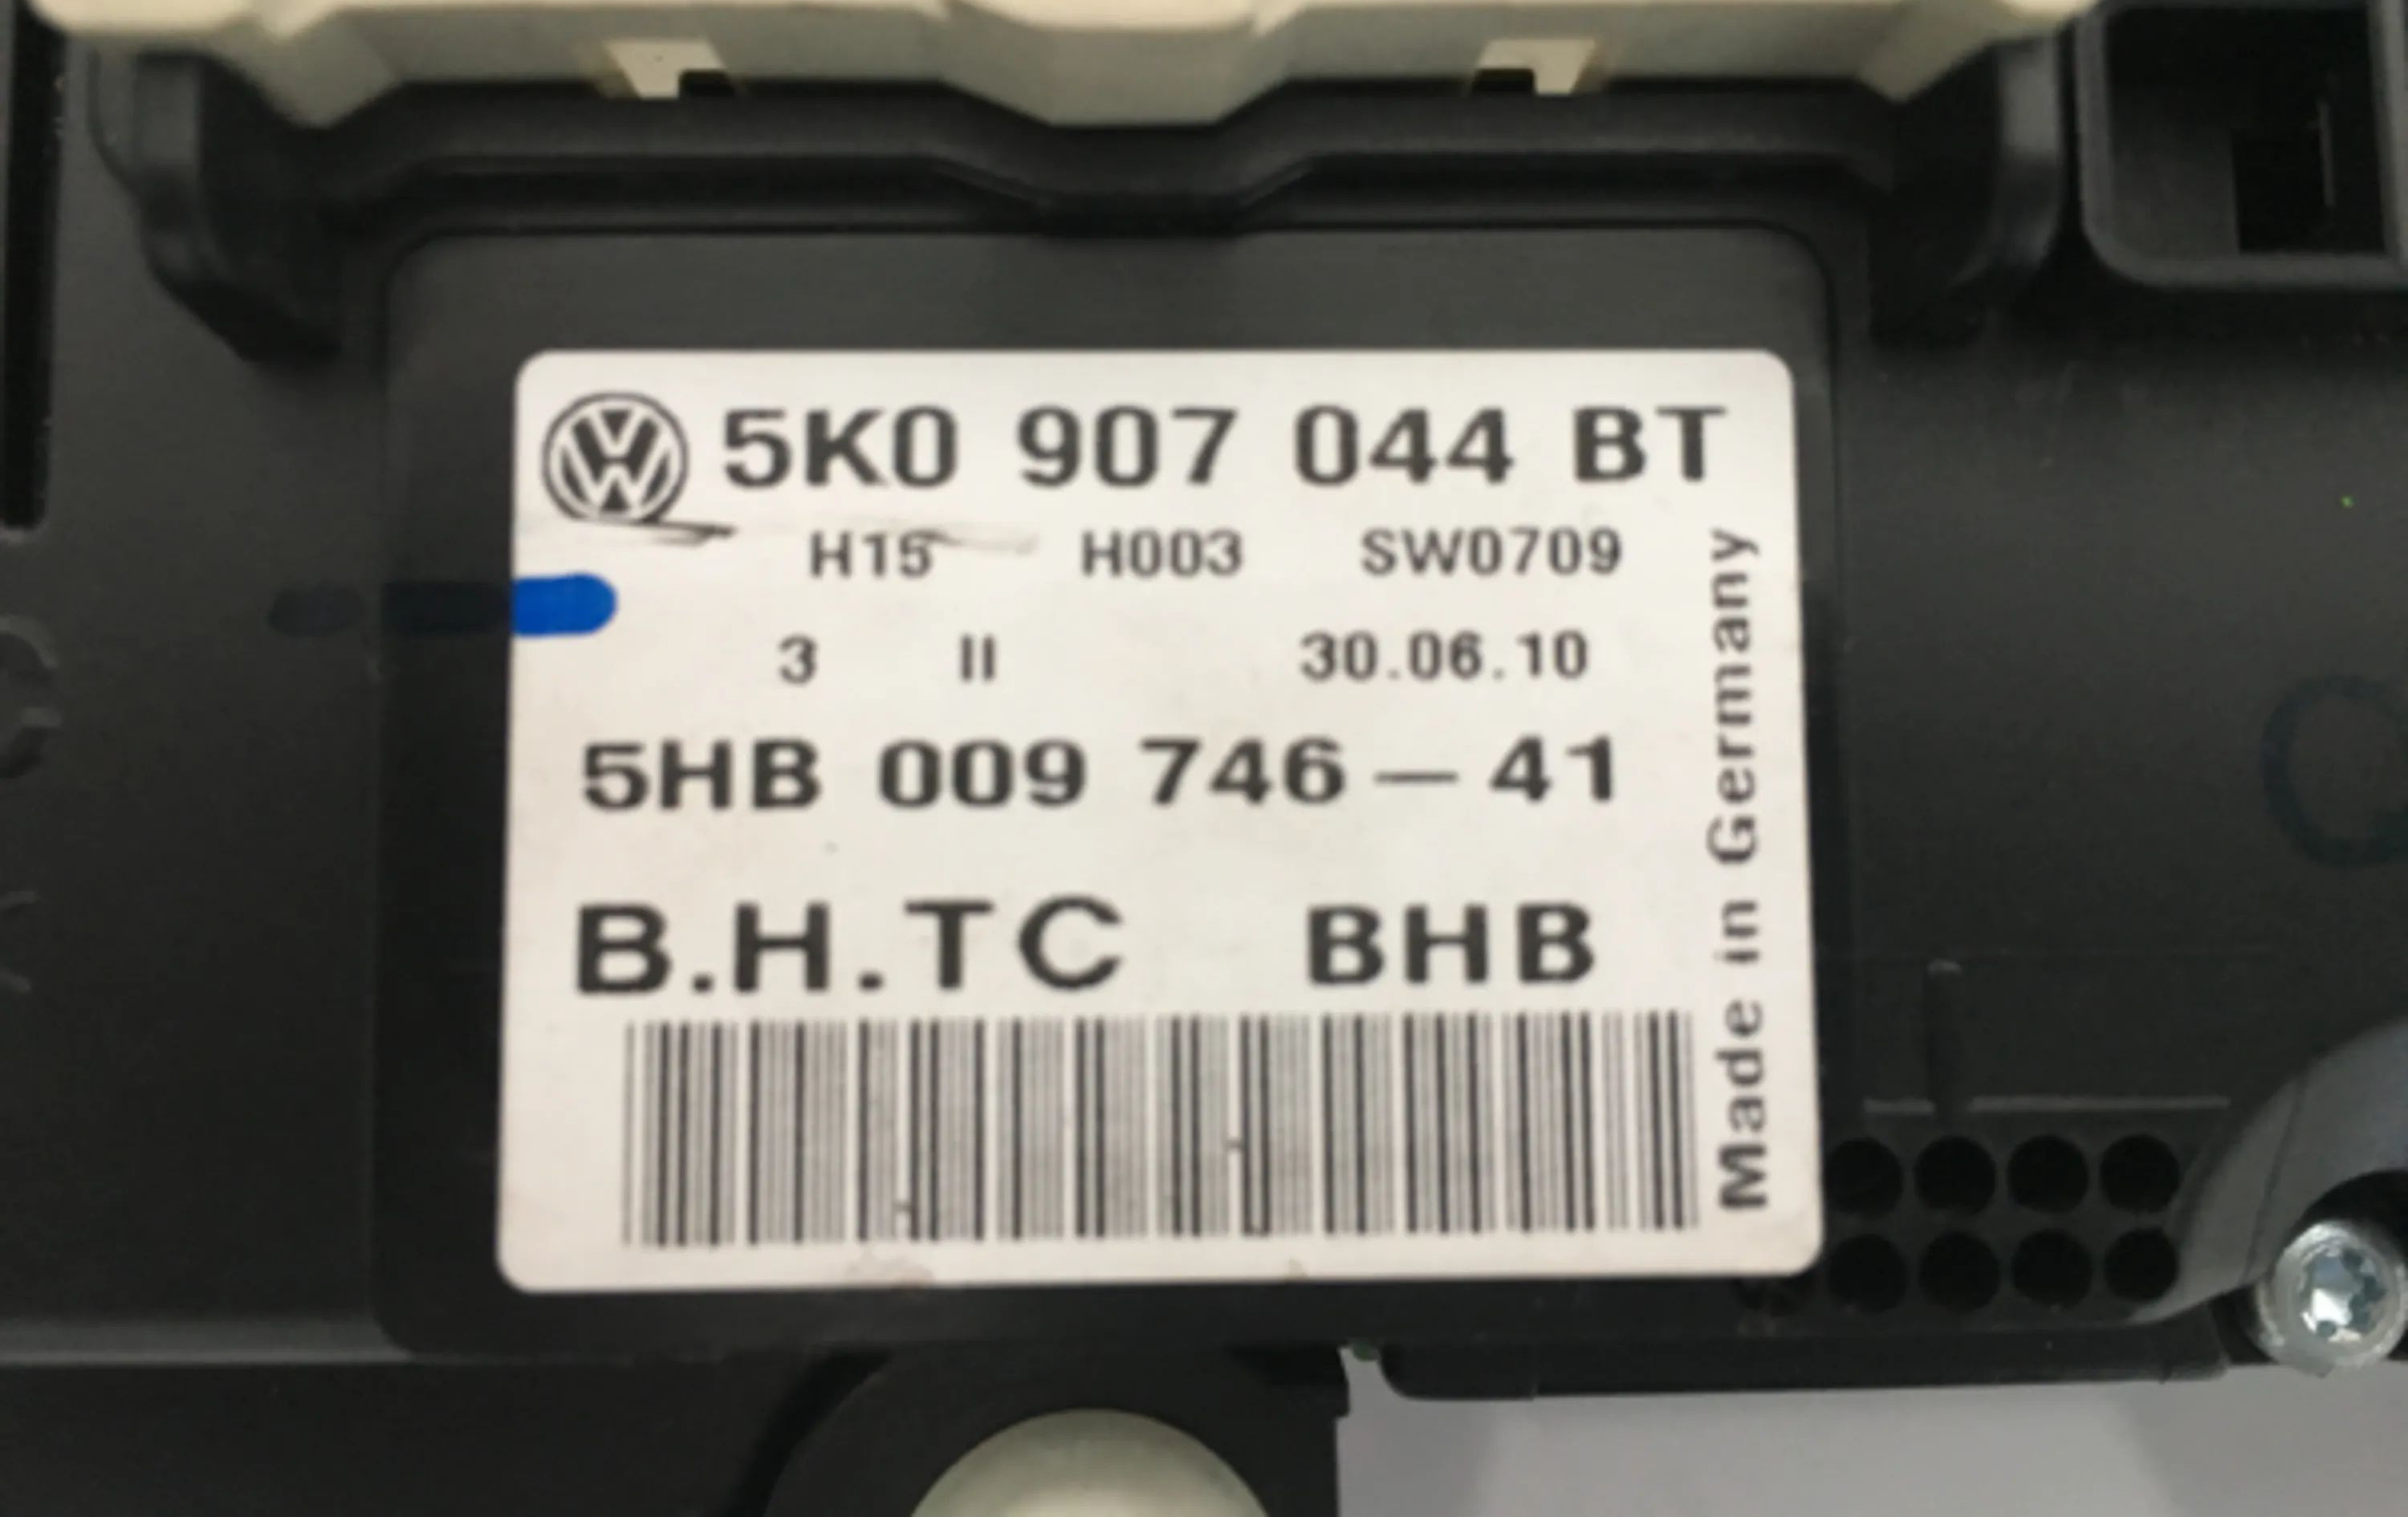 5K0 907 044 BT
H15 H003 SW0709
3 II 30.06.10
5HB 009 746 — 41
B.H.TC BHB
Made in Germany